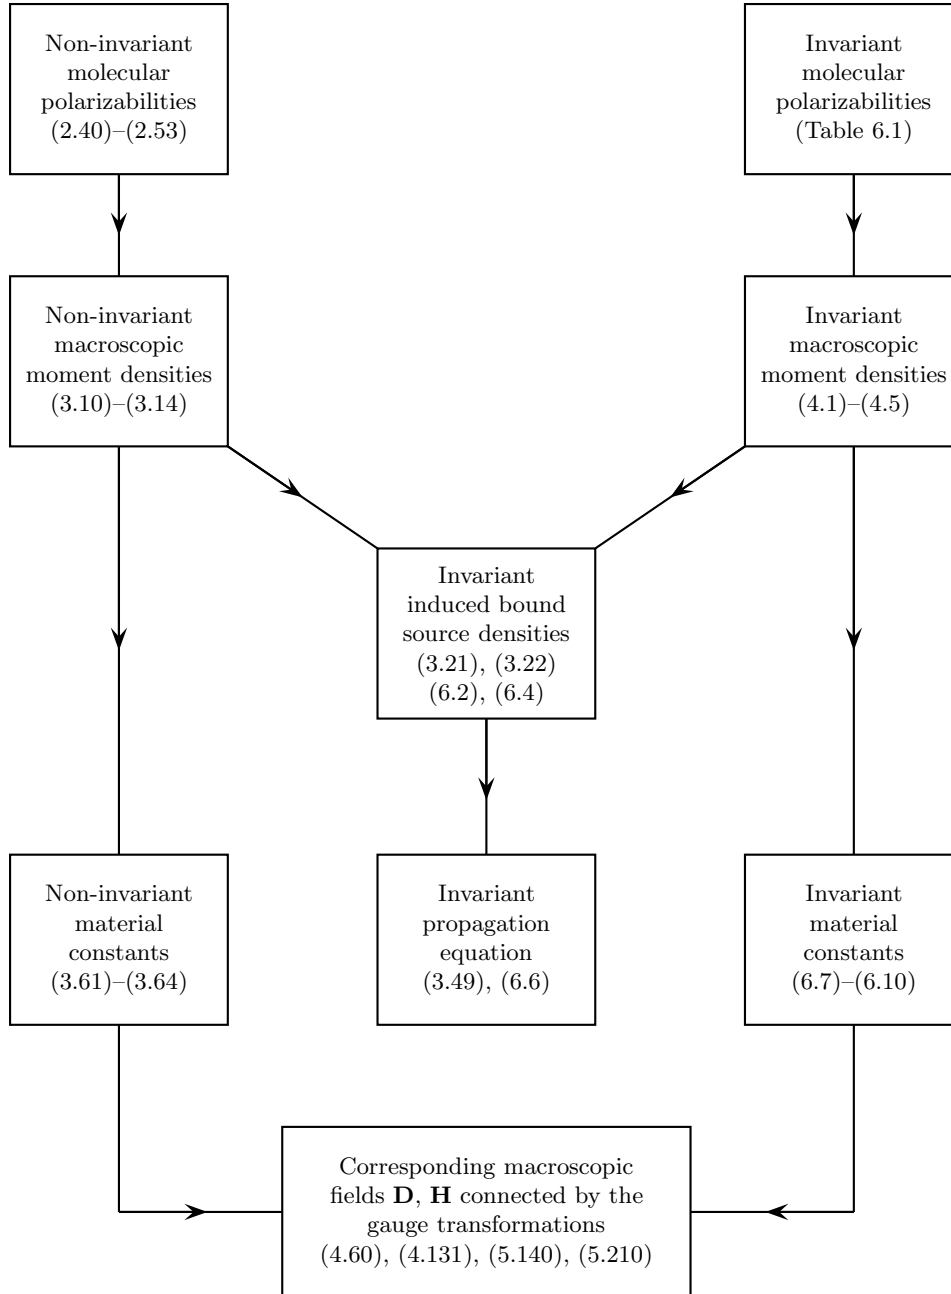 Non-invariant
molecular
polarizabilities
(2.40)–(2.53)
Invariant
molecular
polarizabilities
(Table 6.1)
Non-invariant
macroscopic
moment densities
(3.10)–(3.14)
Invariant
macroscopic
moment densities
(4.1)–(4.5)
Invariant
induced bound
source densities
(3.21), (3.22)
(6.2), (6.4)
Non-invariant
material
constants
(3.61)–(3.64)
Invariant
propagation
equation
(3.49), (6.6)
Invariant
material
constants
(6.7)–(6.10)
Corresponding macroscopic
fields D, H connected by the
gauge transformations
(4.60), (4.131), (5.140), (5.210)